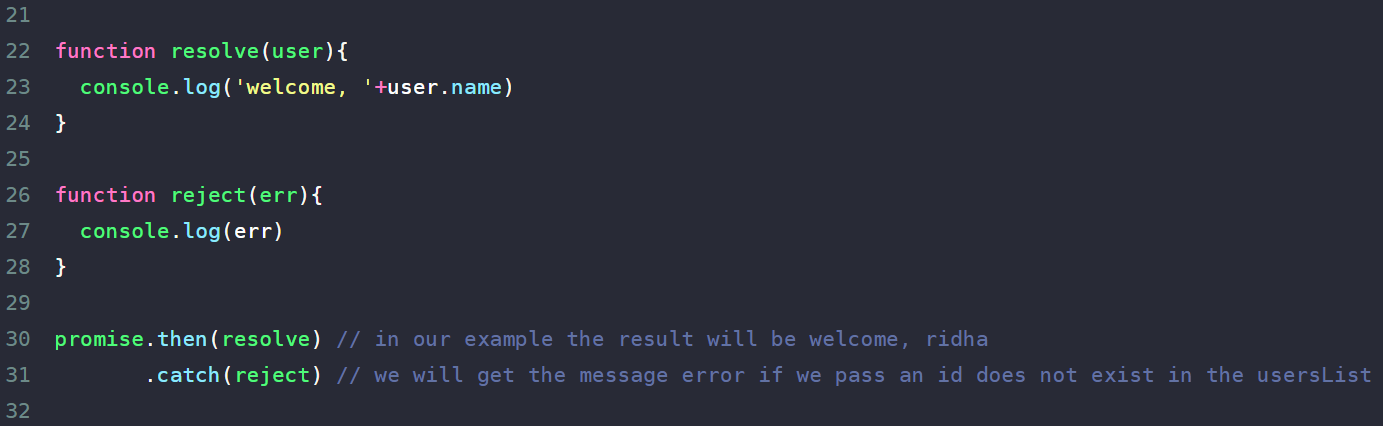 21
22 function resolve(user){
23   console.log('welcome, '+user.name)
24 }
25
26 function reject(err){
27   console.log(err)
28 }
29
30 promise.then(resolve) // in our example the result will be welcome, ridha
31        .catch(reject) // we will get the message error if we pass an id does not exist in the usersList
32